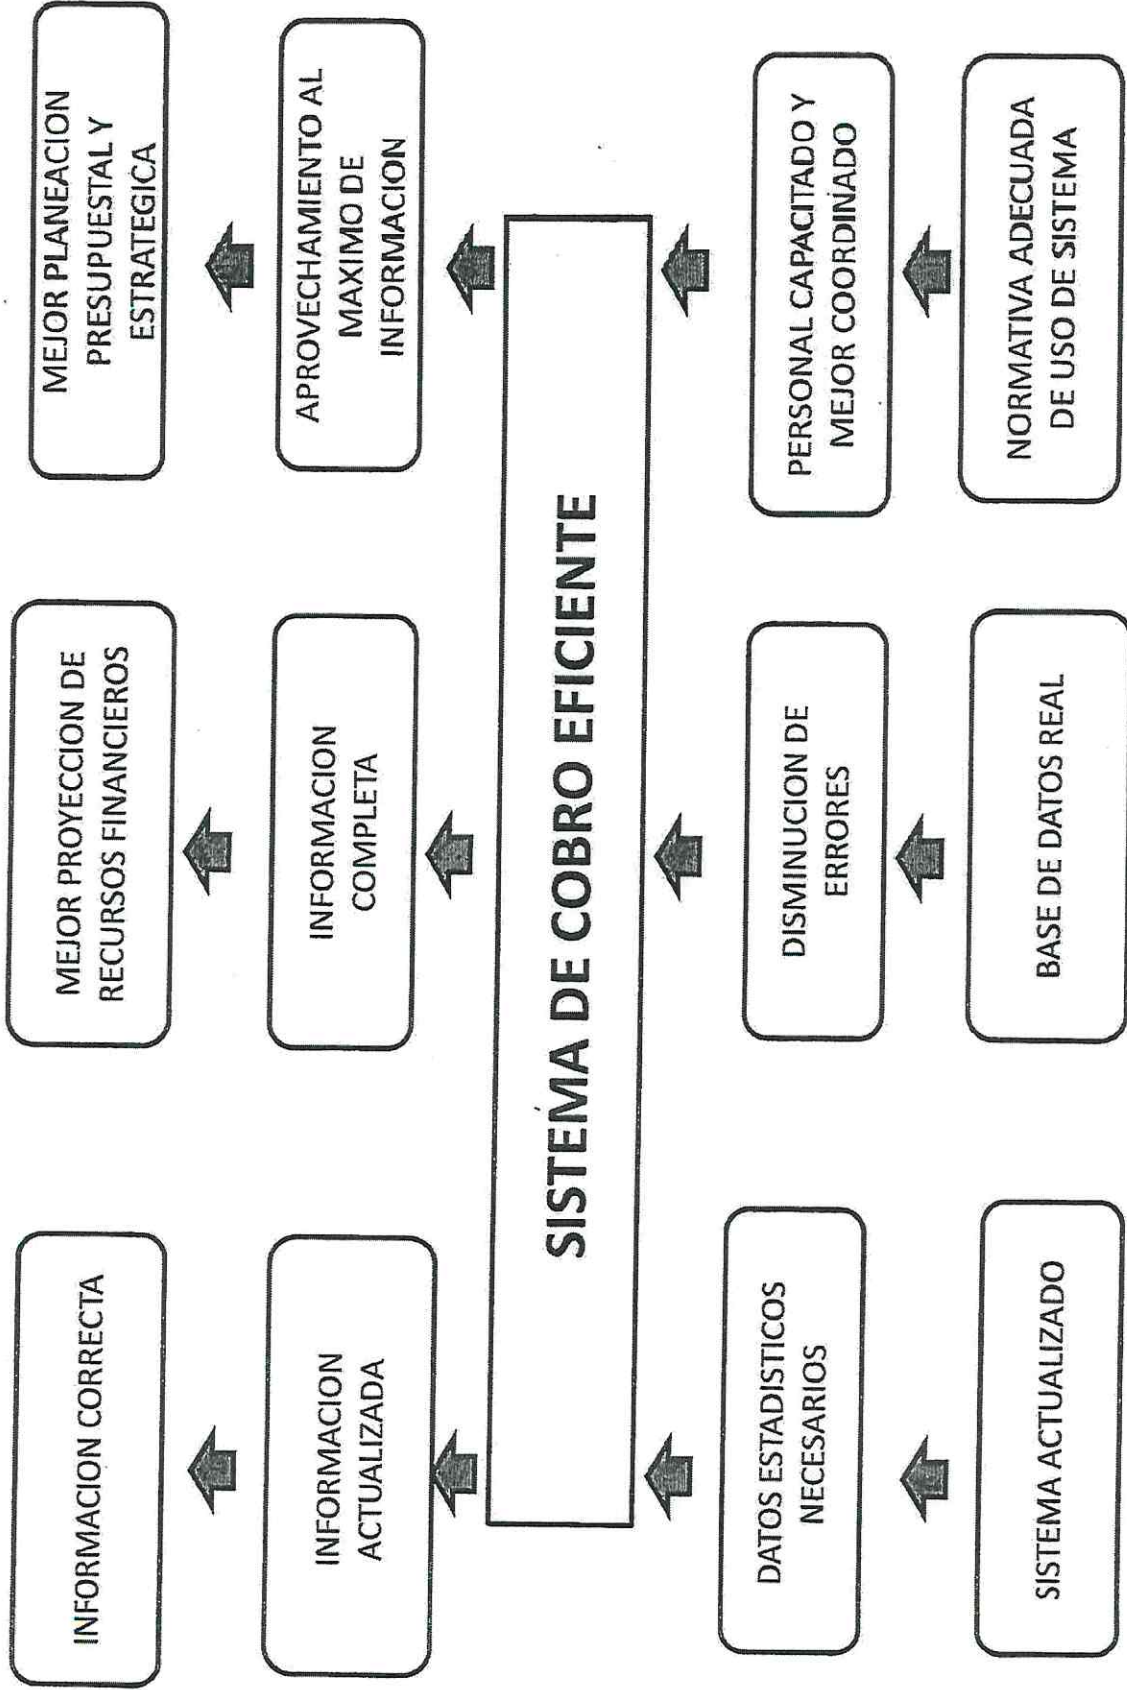 INFORMACION CORRECTA
MEJOR PROYECCION DE
RECURSOS FINANCIEROS
MEJOR PLANEACION
PRESUPUESTAL Y
ESTRATEGICA
INFORMACION
ACTUALIZADA
INFORMACION
COMPLETA
APROVECHAMIENTO AL
MAXIMO DE
INFORMACION
SISTEMA DE COBRO EFICIENTE
DATOS ESTADISTICOS
NECESARIOS
DISMINUCION DE
ERRORES
PERSONAL CAPACITADO Y
MEJOR COORDINADO
SISTEMA ACTUALIZADO
BASE DE DATOS REAL
NORMATIVA ADECUADA
DE USO DE SISTEMA